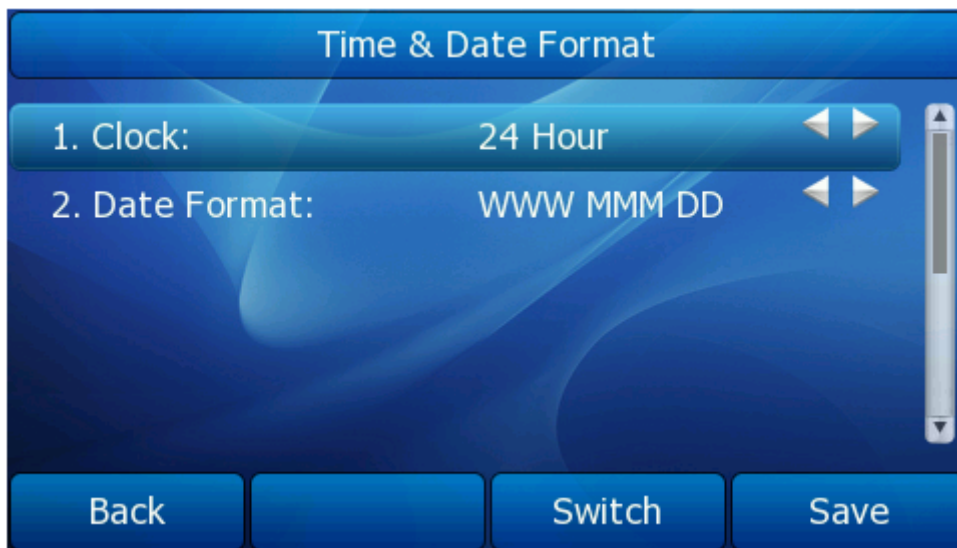 Time & Date Format
1. Clock: 24 Hour
2. Date Format: WWW MMM DD
Back Switch Save